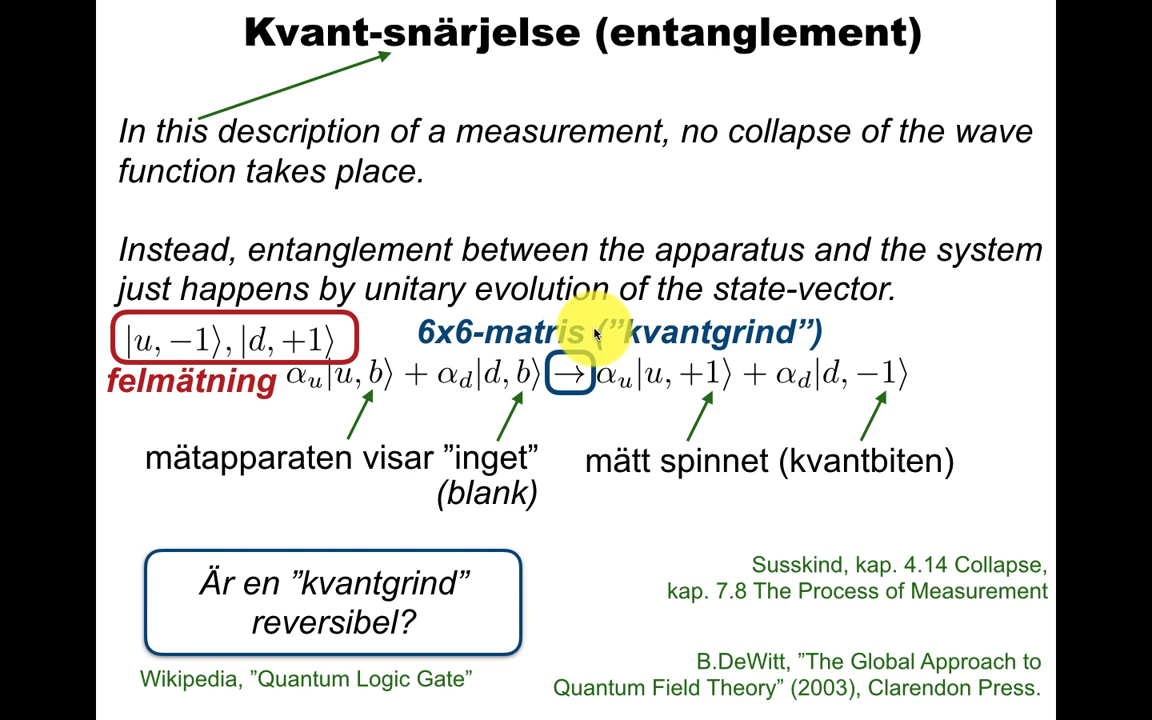 Kvant-snärjelse (entanglement)
In this description of a measurement, no collapse of the wave
function takes place.
Instead, entanglement between the apparatus and the system
just happens by unitary evolution of the state-vector.
|u, −1⟩, |d, +1⟩
6x6-matris (”kvantgrind”)
felmätning
αu|u, b⟩ + αd|d, b⟩ → αu|u, +1⟩ + αd|d, −1⟩
mätapparaten visar ”inget”
(blank)
mätt spinnet (kvantbiten)
Är en ”kvantgrind”
reversibel?
Wikipedia, ”Quantum Logic Gate”
Susskind, kap. 4.14 Collapse,
kap. 7.8 The Process of Measurement
B.DeWitt, ”The Global Approach to
Quantum Field Theory” (2003), Clarendon Press.